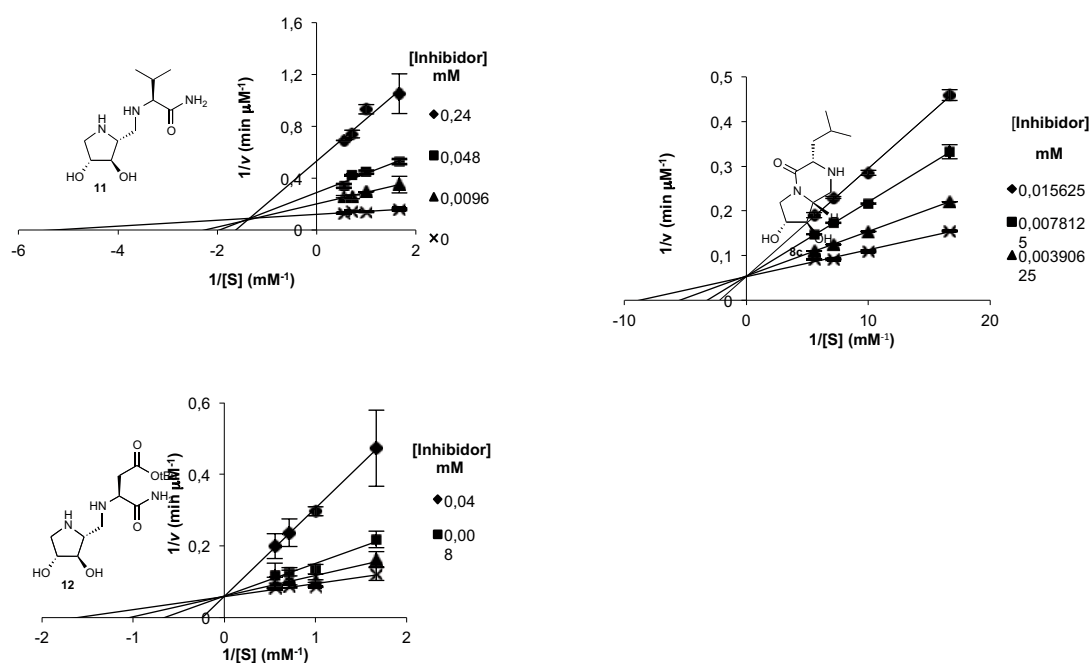 1,6
1,2
0,8
0,4
0
-6
-4
-2
0
2
1/v (min μM-1)
1/[S] (mM-1)
[Inhibidor]
mM
0,24
0,048
0,0096
0
NH2
O
HN
H
N
HO
OH
11
0,5
0,4
0,3
0,2
0,1
0
-10
0
10
20
1/v (min μM-1)
1/[S] (mM-1)
[Inhibidor]
mM
0,015625
0,007812
5
0,003906
25
O
NH
N
H
HO
OH
8c
0,6
0,4
0,2
0
-2
-1
0
1
2
1/v (min μM-1)
1/[S] (mM-1)
[Inhibidor]
mM
0,04
0,00
8
O
HN
NH2
O
H
N
HO
OH
12